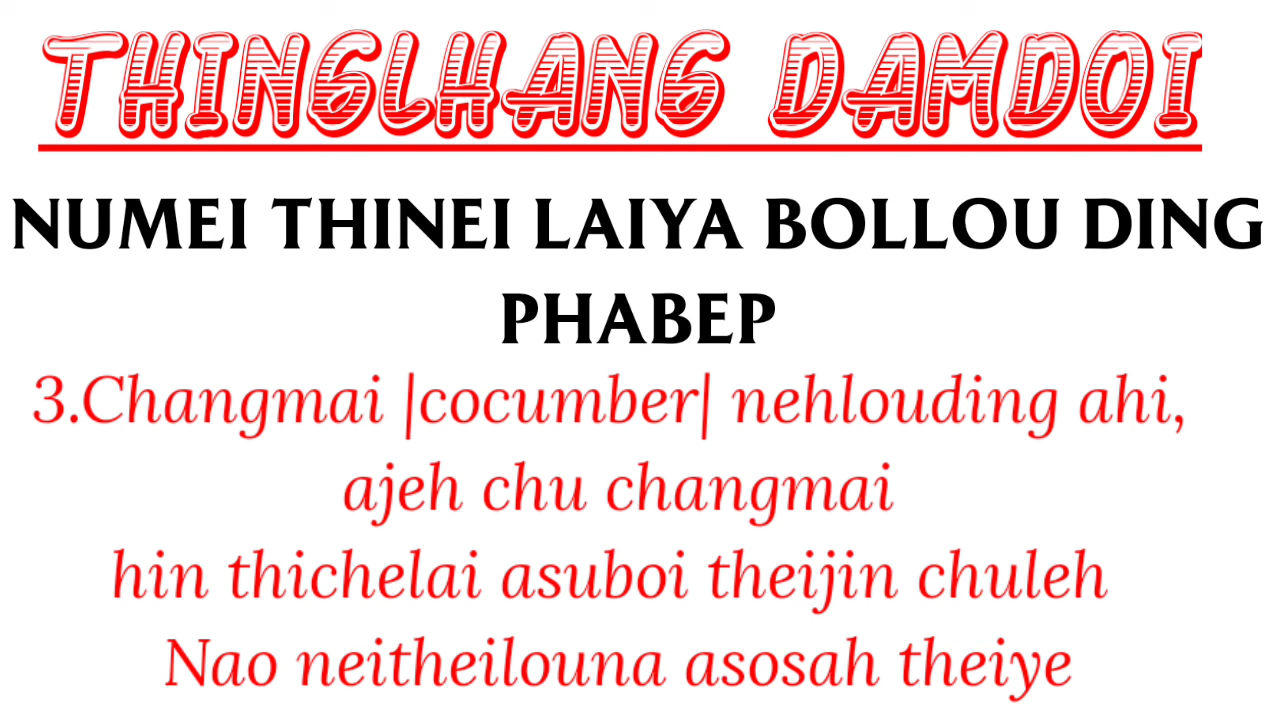 THINGLHANG DAMDOI
NUMEI THINEI LAIYA BOLLOU DING
PHABEP
3.Changmai |cocumber| nehlouding ahi,
ajeh chu changmai
hin thichelai asuboi theijin chuleh
Nao neitheilouna asosah theiye